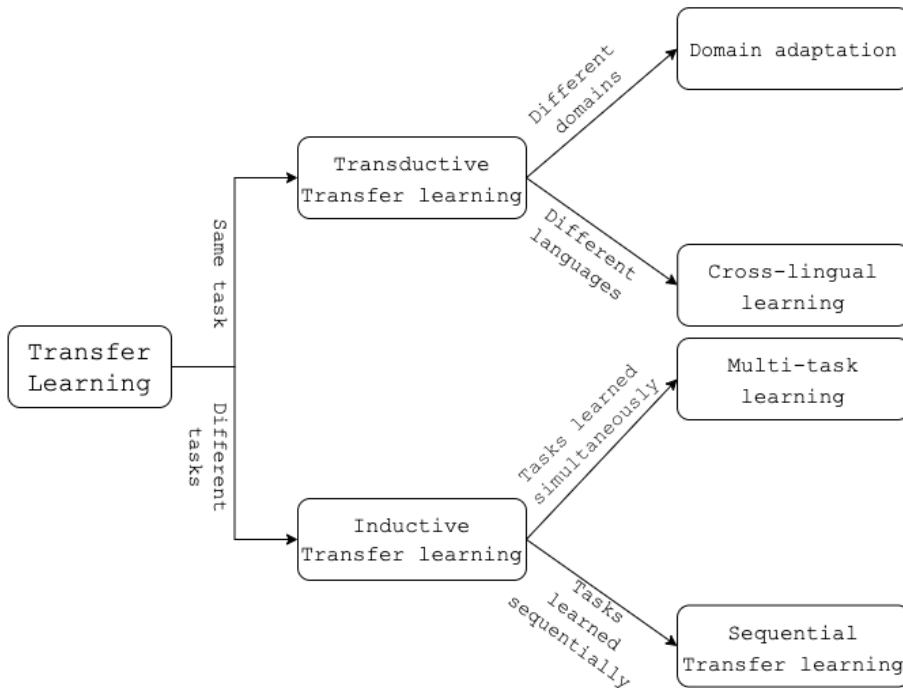 Domain adaptation
Different
domains
Transductive
Transfer learning
Different
languages
Same task
Cross-lingual
learning
Transfer
Learning
Multi-task
learning
Different
tasks
Tasks learned
simultaneously
Inductive
Transfer learning
Tasks
learned
sequentially
Sequential
Transfer learning